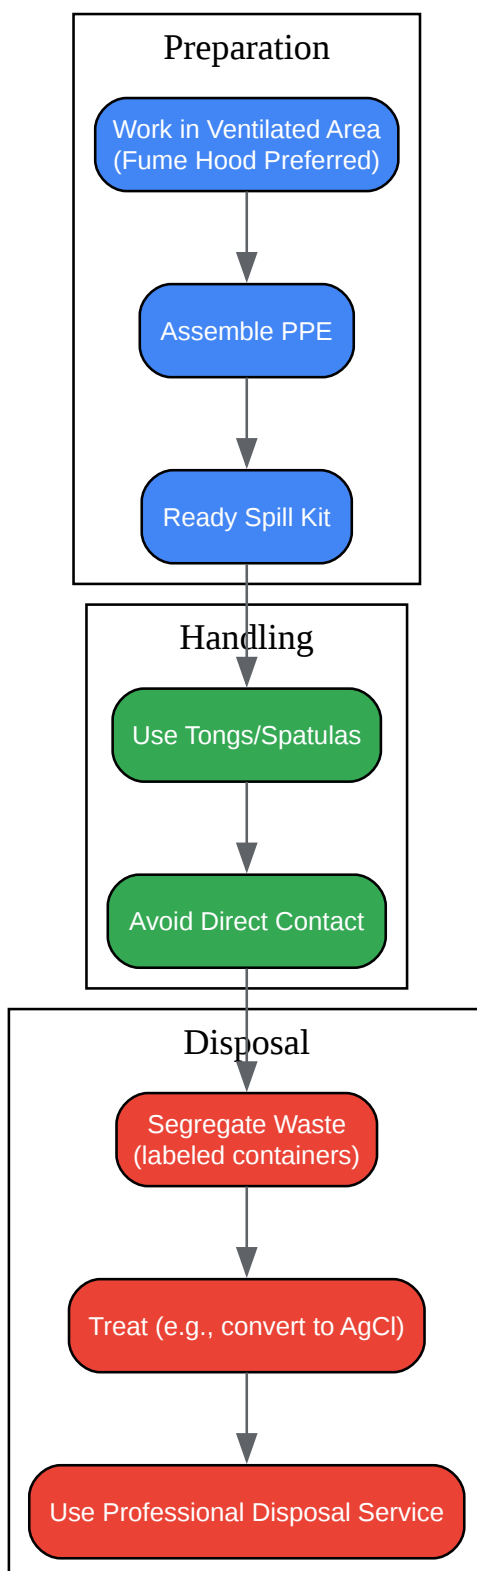 Preparation
Work in Ventilated Area
(Fume Hood Preferred)
Assemble PPE
Ready Spill Kit
Handling
Use Tongs/Spatulas
Avoid Direct Contact
Disposal
Segregate Waste
(labeled containers)
Treat (e.g., convert to AgCl)
Use Professional Disposal Service